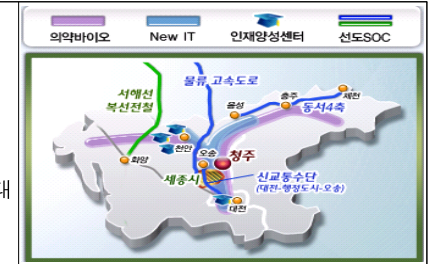 의약바이오 New IT 인재양성센터 선도SOC
서해선
복선전철
물류 고속도로
음성
충주
제천
동서4축
천안
오송
청주
화양
세종시
신교통수단
(대전-행정도시-오송)
대전
대